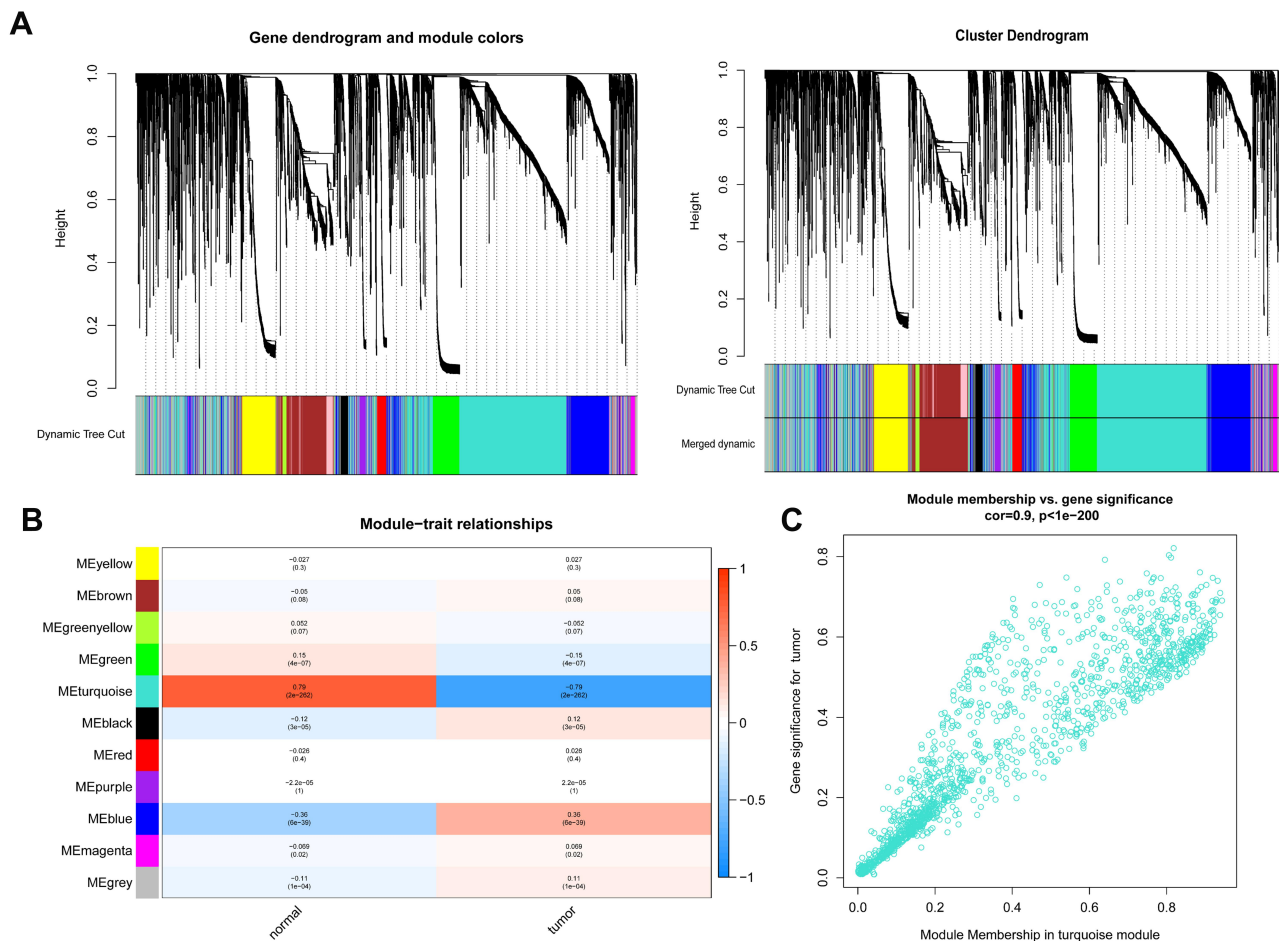 A
Gene dendrogram and module colors
Height
0.0
0.2
0.4
0.6
0.8
1.0
Dynamic Tree Cut
Cluster Dendrogram
Height
0.0
0.2
0.4
0.6
0.8
1.0
Dynamic Tree Cut
Merged dynamic
B
Module−trait relationships
MEyellow
−0.027
(0.3)
0.027
(0.3)
MEbrown
−0.05
(0.08)
0.05
(0.08)
MEgreenyellow
0.052
(0.07)
−0.052
(0.07)
MEgreen
0.15
(4e−07)
−0.15
(4e−07)
MEturquoise
0.79
(2e−262)
−0.79
(2e−262)
MEblack
−0.12
(3e−05)
0.12
(3e−05)
MEred
−0.026
(0.4)
0.026
(0.4)
MEpurple
−2.2e−05
(1)
2.2e−05
(1)
MEblue
−0.36
(6e−39)
0.36
(6e−39)
MEmagenta
−0.069
(0.02)
0.069
(0.02)
MEgrey
−0.11
(1e−04)
0.11
(1e−04)
normal
tumor
1
0.5
0
−0.5
−1
C
Module membership vs. gene significance
cor=0.9, p<1e−200
Gene significance for tumor
0.0
0.2
0.4
0.6
0.8
0.0
0.2
0.4
0.6
0.8
Module Membership in turquoise module